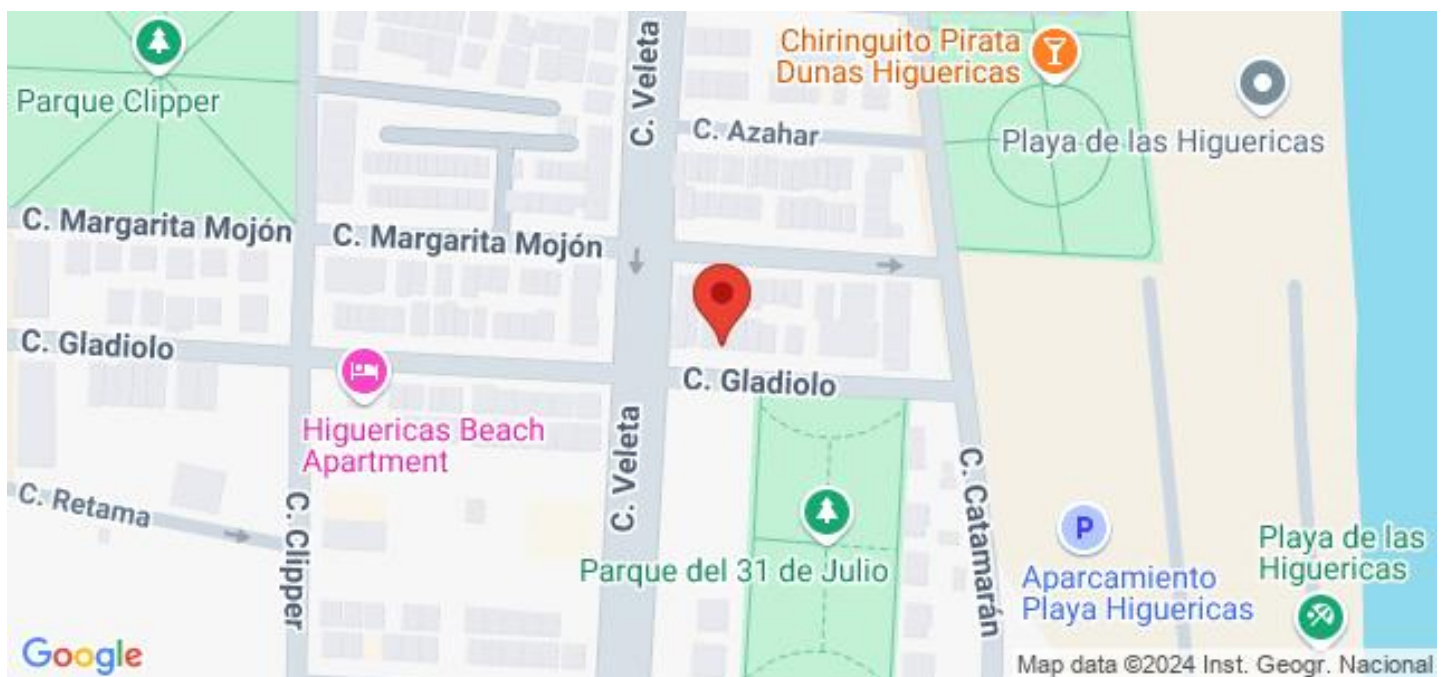 Parque Clipper
C. Veleta
Chiringuito Pirata
Dunas Higuericas
C. Azahar
Playa de las Higuericas
C. Margarita Mojón
C. Margarita Mojón
C. Gladiolo
C. Gladiolo
Higuericas Beach
Apartment
C. Veleta
C. Retama
C. Clipper
Parque del 31 de Julio
C. Catamarán
P
Aparcamiento
Playa Higuericas
Playa de las
Higuericas
Google
Map data ©2024 Inst. Geogr. Nacional